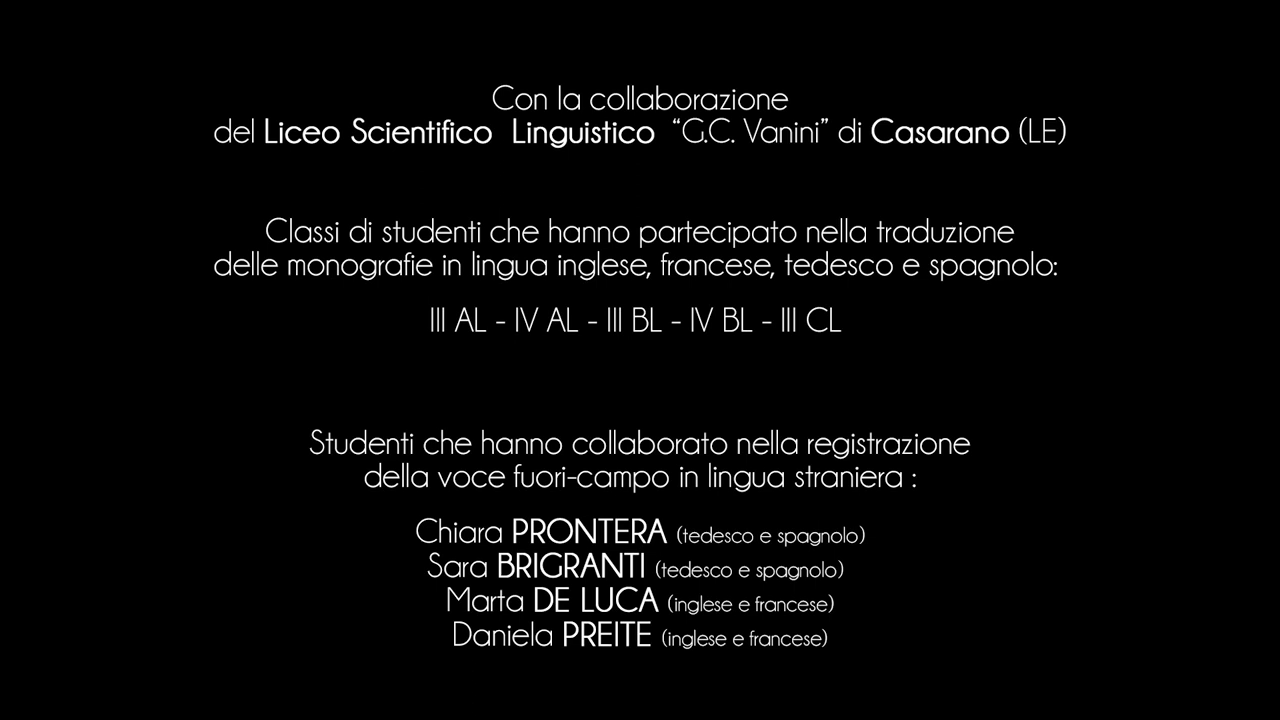 Con la collaborazione
del Liceo Scientifico Linguistico “G.C. Vanini” di Casarano (LE)
Classi di studenti che hanno partecipato nella traduzione
delle monografie in lingua inglese, francese, tedesco e spagnolo:
III AL - IV AL - III BL - IV BL - III CL
Studenti che hanno collaborato nella registrazione
della voce fuori-campo in lingua straniera :
Chiara PRONTERA (tedesco e spagnolo)
Sara BRIGRANTI (tedesco e spagnolo)
Marta DE LUCA (inglese e francese)
Daniela PREITE (inglese e francese)